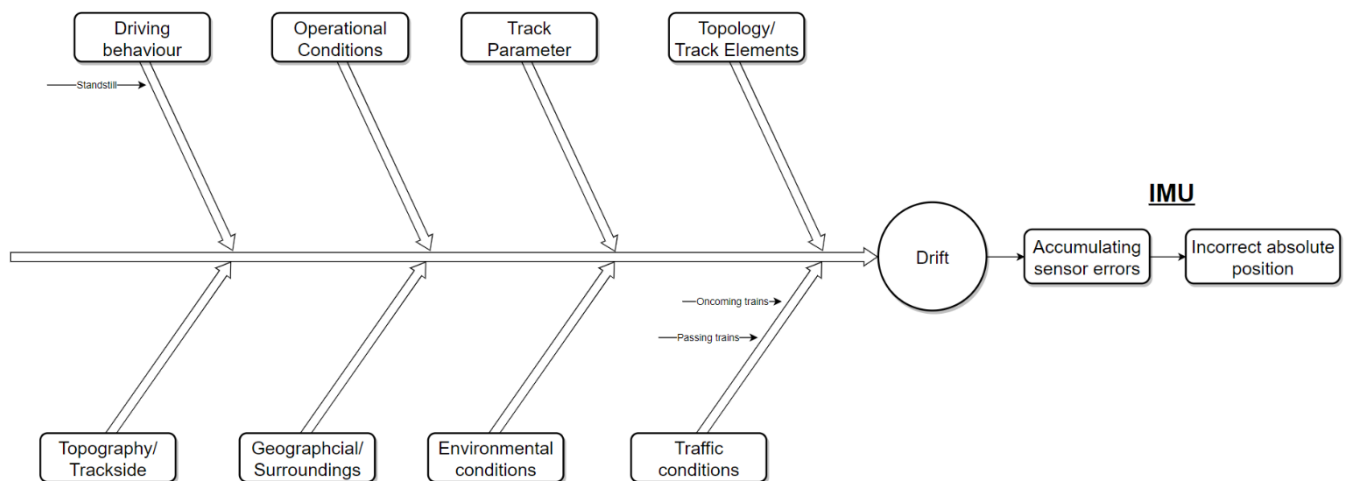 Driving
behaviour
Operational
Conditions
Track
Parameter
Topology/
Track Elements
Standstill
IMU
Drift
Accumulating
sensor errors
Incorrect absolute
position
Oncoming trains
Passing trains
Topography/
Trackside
Geographcial/
Surroundings
Environmental
conditions
Traffic
conditions